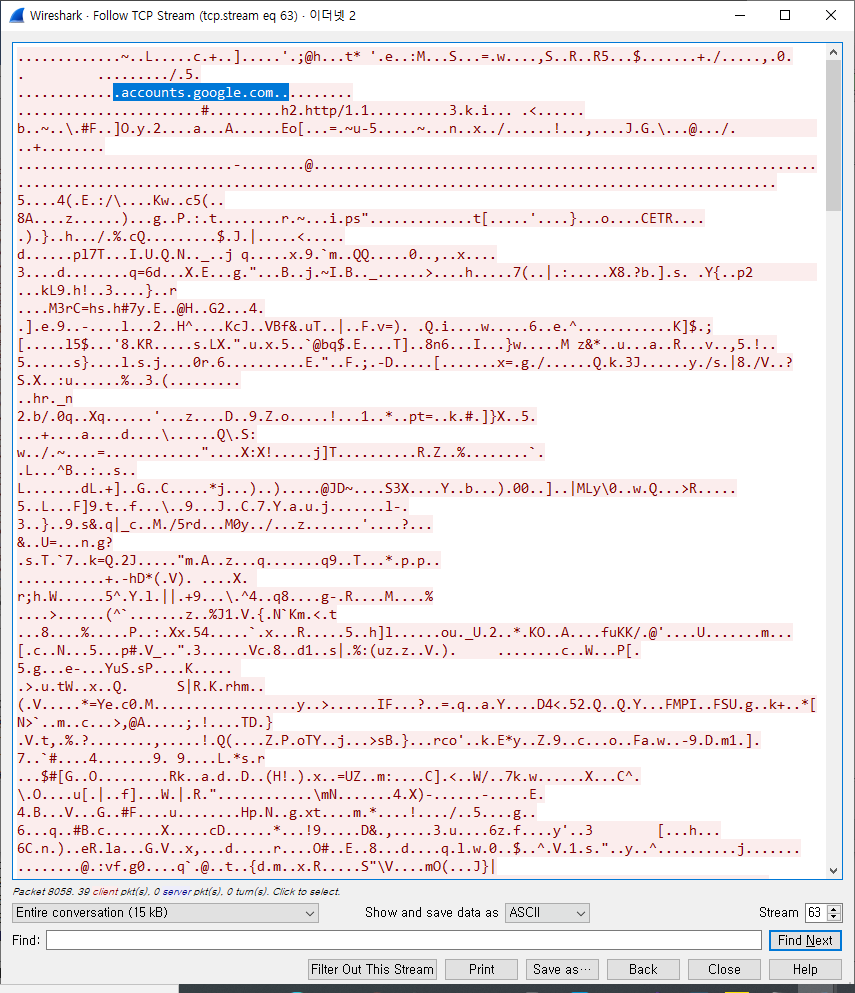 Wireshark · Follow TCP Stream (tcp.stream eq 63) · 이더넷 2
.............~..L.....c.+..].....'.;@h...t* '.e..:M...S...=.w....,S..R..R5...$.......+./.....,.0.
.         ........./.5.
.............accounts.google.com..........
.......................#.........h2.http/1.1..........3.k.i... .<......
b..~..\.#F..]O.y.2....a...A......Eo[...=.~u-5.....~...n..x../......!...,....J.G.\...@.../.
..+........
5....4(.E.:/\....Kw..c5(..
8A....z......)...g..P.:.t........r.~...i.ps".............t[.....'....}...o....CETR....
.).}..h.../.%.cQ.........$.J.|.....<.....
d......pl7T...I.U.Q.N.._..j q.....x.9.`m..QQ.....0..,..x....
3....d........q=6d...X.E...g."...B..j.~I.B.._......>....h.....7(..|.:.....X8.?b.].s. .Y{..p2
...kL9.h!..3....}..r
....M3rC=hs.h#7y.E..@H..G2...4.
.].e.9..-....l...2..H^....KcJ..VBf&.uT..|..F.v=). .Q.i....w.....6..e.^............K]$.;
[.....l5$...'8.KR.....s.LX.".u.x.5..`@bq$.E....T]..8n6...I...}w.....M z&*..u...a..R...v..,5.!..
5......s}....l.s.j....0r.6..........E."..F.;.-D.....[.......x=.g./......Q.k.3J......y./s.|8./V..?
S.X..:u......%..3.(.........
..hr._n
2.b/.0q..Xq.......'...z....D..9.Z.o.....!...1..*..pt=..k.#.]}X..5.
...+....a....d....\......Q\.S:
w../.~....=............"....X:X!.....j]T..........R.Z..%........`.
.L...^B..:..s..
L.......dL.+]..G..C.....*j...)..).....@JD~....S3X....Y..b...).00..]..|MLy\0..w.Q...>R.....
5..L...F]9.t..f...\..9...J..C.7.Y.a.u.j.......l-.
3..}..9.s&.q|_c..M./5rd...M0y../...z.......'....?...
&..U=...n.g?
.s.T.`7..k=Q.2J....."m.A..z...q.......q9..T...*.p.p..
...........+.-hD*(.V). ....X.
r;h.W......5^.Y.l.||.+9...\.^4..q8....g-.R....M....%
....>......(^`.......z..%J1.V.{.N`Km.<.t
...8....%.....P..:.Xx.54.....`.x...R.....5..h]l......ou._U.2..*.KO..A....fuKK/.@'....U.......m...
[.c..N...5...p#.V_..".3......Vc.8..d1..s|.%:(uz.z..V.).     ........c..W...P[.
5.g...e-...YuS.sP....K.....
.>.u.tW..x..Q.      S|R.K.rhm..
(.V.....*=Ye.c0.M.................y..>......IF...?..=.q..a.Y....D4<.52.Q..Q.Y...FMPI..FSU.g..k+..*[
N>`..m..c...>,@A.....;.!....TD.}
.V.t,.%.?........,.....!.Q(....Z.P.oTY..j...>sB.}...rco'..k.E*y..Z.9..c...o..Fa.w..-9.D.m1.].
7..`#....4.......9. 9....L.*s.r
...$#[G..O.........Rk..a.d..D..(H!.).x..=UZ..m:....C].<..W/..7k.w......X...C^.
\.O....u[.|..f]...W.|.R."............\mN.......4.X)-......-....E.
4.B...V...G..#F....u........Hp.N..g.xt....m.*....!..../..5....g..
6...q..#B.c.......X.....cD......*...!9.....D&.,.....3.u....6z.f....y'..3        [...h...
6C.n.)..eR.la...G.V..x,...d.....r....O#..E..8...d....q.l.w.0..$..^.V.1.s."..y..^...........j.......
........@.:vf.g0....q`.@..t..{d.m..x.R.....S"\V....mO(...J}|
Packet 8058. 39 client pkt(s), 0 server pkt(s), 0 turn(s). Click to select.
Entire conversation (15 kB) Show and save data as ASCII Stream 63
Find: Find Next
Filter Out This Stream Print Save as… Back Close Help